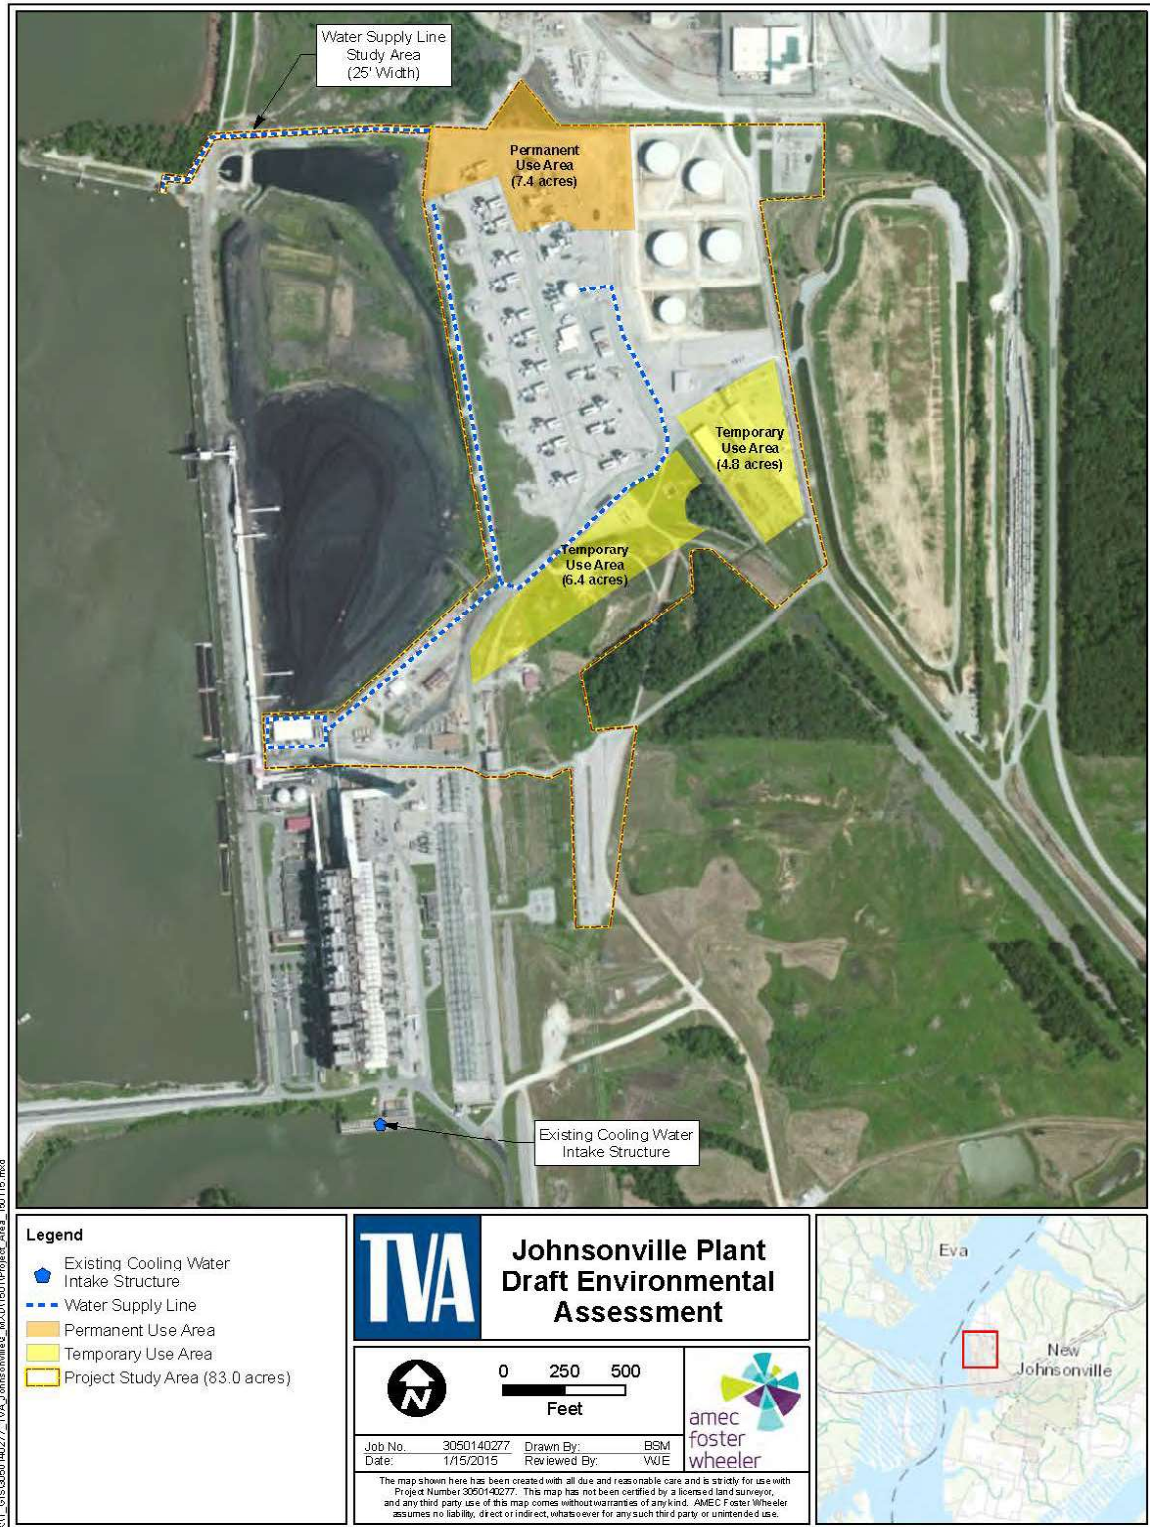 Water Supply Line
Study Area
(25' Width)
Permanent
Use Area
(7.4 acres)
Temporary
Use Area
(4.8 acres)
Temporary
Use Area
(6.4 acres)
Existing Cooling Water
Intake Structure
Legend
Existing Cooling Water
Intake Structure
Water Supply Line
Permanent Use Area
Temporary Use Area
Project Study Area (83.0 acres)
TVA
Johnsonville Plant
Draft Environmental
Assessment
N
0 250 500
Feet
amec
foster
wheeler
Job No. 3050140277 Drawn By: BSM
Date: 1/15/2015 Reviewed By: WJE
The map shown here has been created with all due and reasonable care and is strictly for use with
Project Number 3050140277. This map has not been certified by a licensed land surveyor,
and any third party use of this map comes without warranties of any kind. AMEC Foster Wheeler
assumes no liability, direct or indirect, whatsoever for any such third party or unintended use.
Eva
New
Johnsonville